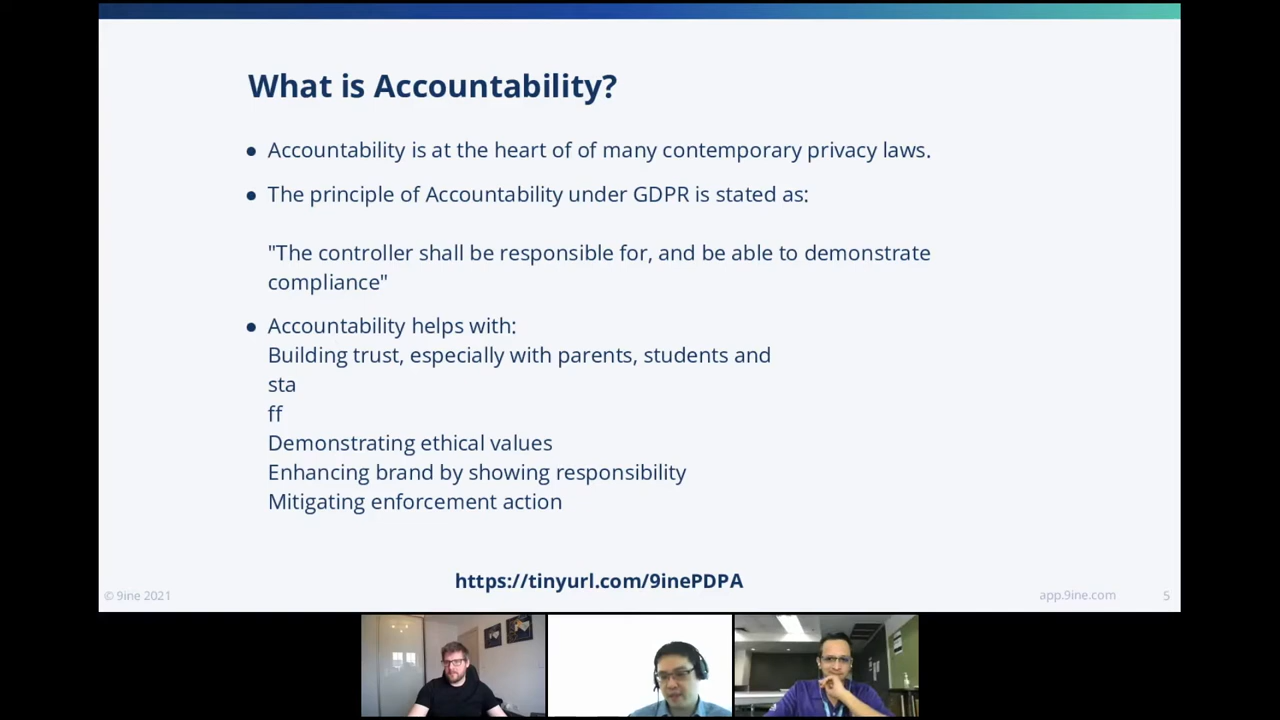 What is Accountability?
● Accountability is at the heart of of many contemporary privacy laws.
● The principle of Accountability under GDPR is stated as:
"The controller shall be responsible for, and be able to demonstrate
compliance"
● Accountability helps with:
Building trust, especially with parents, students and
sta
ff
Demonstrating ethical values
Enhancing brand by showing responsibility
Mitigating enforcement action
https://tinyurl.com/9inePDPA
© 9ine 2021
app.9ine.com
5